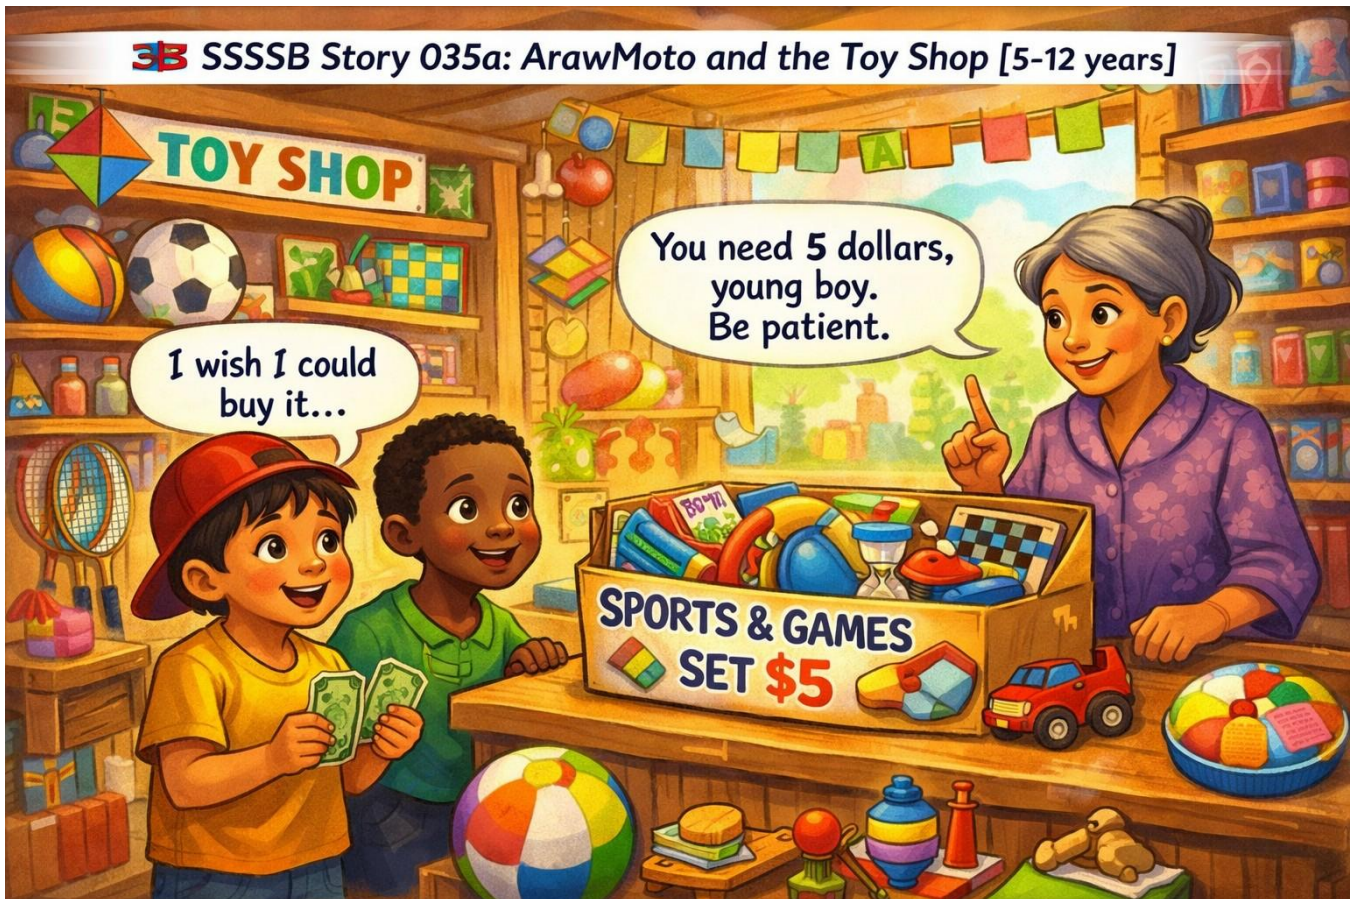 3B SSSSB Story 035a: ArawMoto and the Toy Shop [5-12 years]
TOY SHOP
A
You need 5 dollars,
young boy.
Be patient.
I wish I could
buy it...
SPORTS & GAMES
SET $5